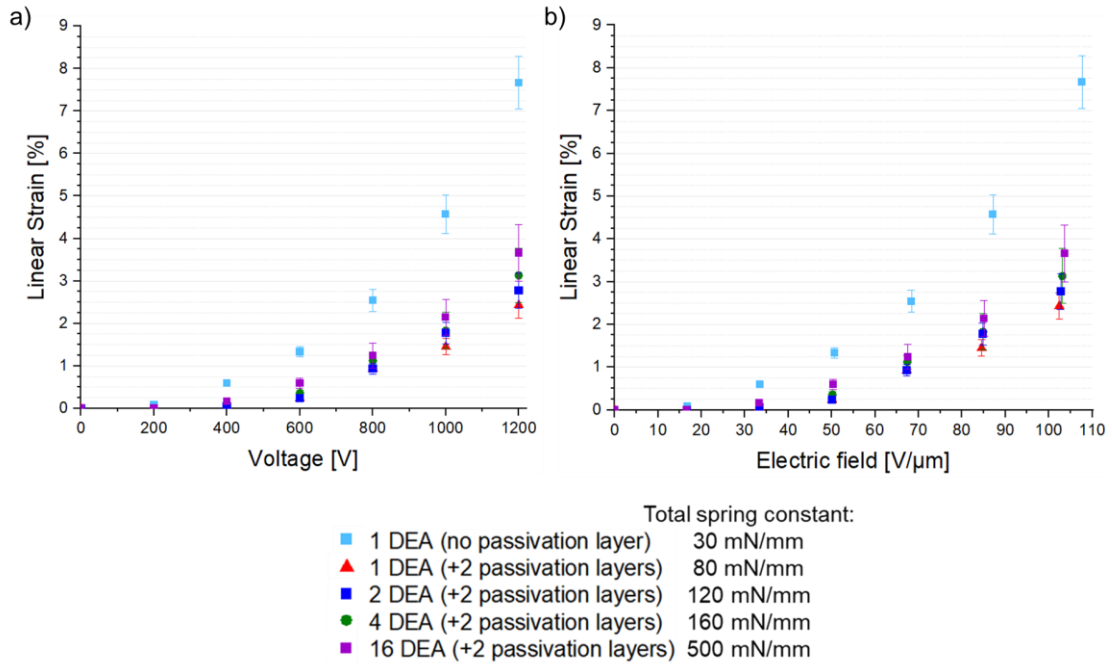 a)
9
8
7
6
5
4
3
2
1
0
Linear Strain [%]
0 200 400 600 800 1000 1200
Voltage [V]
b)
9
8
7
6
5
4
3
2
1
0
Linear Strain [%]
0 10 20 30 40 50 60 70 80 90 100 110
Electric field [V/µm]
Total spring constant:
1 DEA (no passivation layer) 30 mN/mm
1 DEA (+2 passivation layers) 80 mN/mm
2 DEA (+2 passivation layers) 120 mN/mm
4 DEA (+2 passivation layers) 160 mN/mm
16 DEA (+2 passivation layers) 500 mN/mm